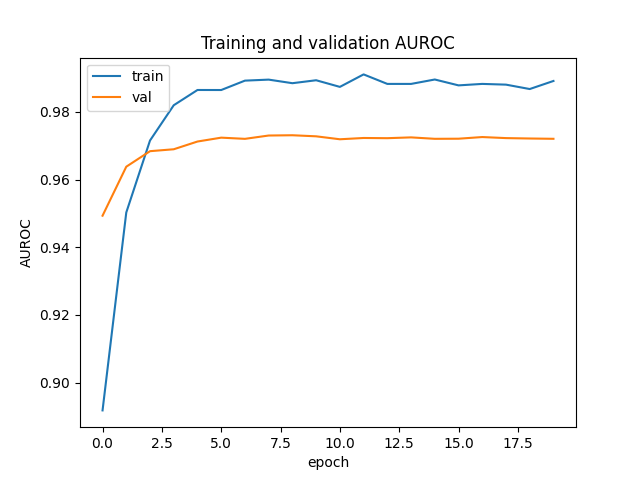 Training and validation AUROC
train
val
0.98
0.96
0.94
0.92
0.90
AUROC
0.0 2.5 5.0 7.5 10.0 12.5 15.0 17.5
epoch